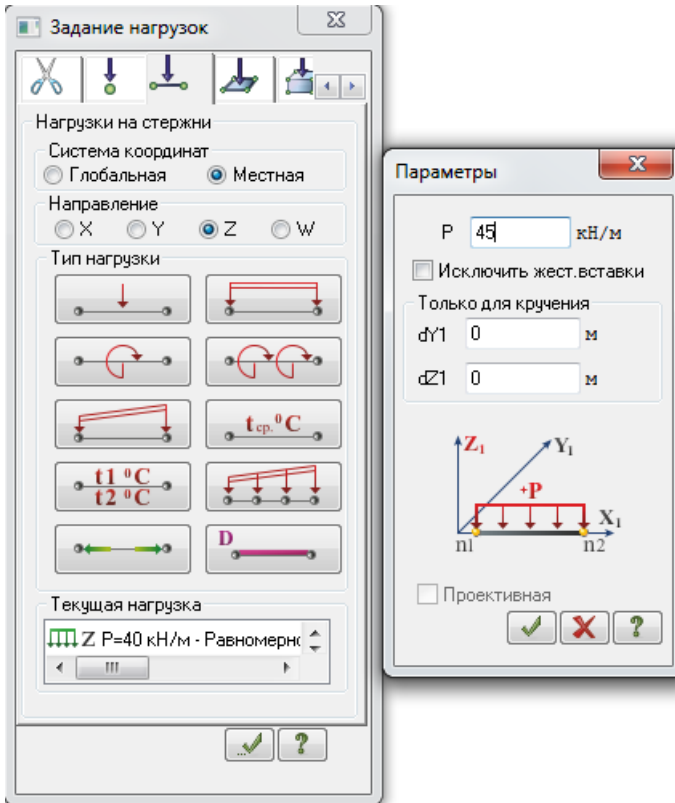 Задание нагрузок
Нагрузки на стержни
Система координат
Глобальная Местная
Направление
X Y Z W
Тип нагрузки
t ср. ⁰C
t1 ⁰C
t2 ⁰C
D
Текущая нагрузка
Z P=40 кН/м - Равномерно
?
Параметры
P 45 кН/м
Исключить жест.вставки
Только для кручения
dY1 0 м
dZ1 0 м
Z₁ Y₁
+P
X₁
n1 n2
Проективная
?